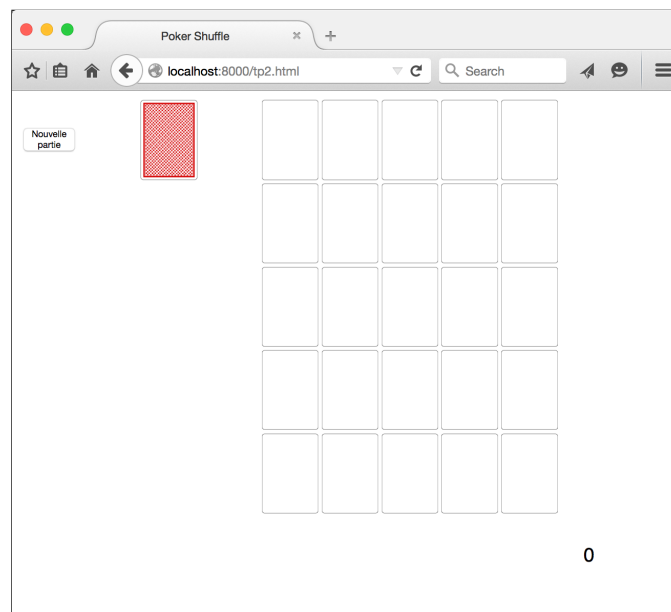 Poker Shuffle
localhost:8000/tp2.html
Search
Nouvelle
partie
0